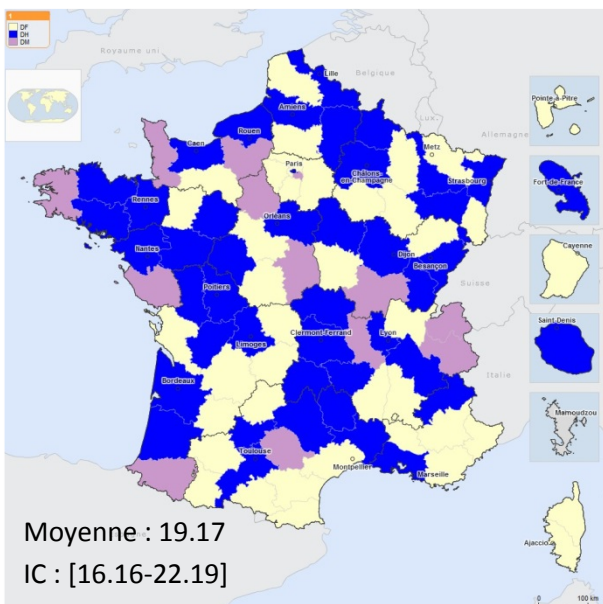 1
DF
DH
DM
Royaume uni
Belgique
Lille
Amiens
Lux.
Pointe-à-Pitre
Rouen
Caen
Metz
Allemagne
Paris
Châlons
en-Champagne
Strasbourg
Fort-de-France
Rennes
Orléans
Nantes
Dijon
Besançon
Cayenne
Poitiers
Suisse
Clermont-Ferrand
Lyon
Saint-Denis
Limoges
Italie
Bordeaux
Mamoudzou
Toulouse
Montpellier
Marseille
Moyenne : 19.17
Ajaccio
IC : [16.16-22.19]
0 100 km